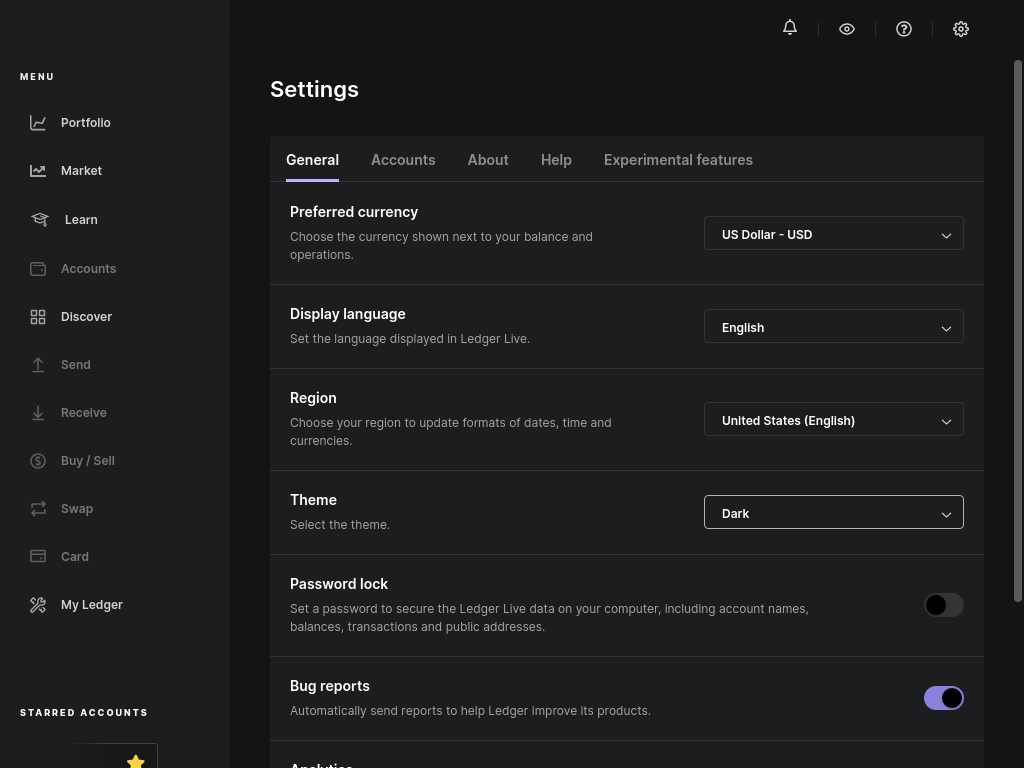 MENU
Portfolio
Market
Learn
Accounts
Discover
Send
Receive
Buy / Sell
Swap
Card
My Ledger
STARRED ACCOUNTS
Settings
General Accounts About Help Experimental features
Preferred currency
Choose the currency shown next to your balance and
operations.
US Dollar - USD
Display language
Set the language displayed in Ledger Live.
English
Region
Choose your region to update formats of dates, time and
currencies.
United States (English)
Theme
Select the theme.
Dark
Password lock
Set a password to secure the Ledger Live data on your computer, including account names,
balances, transactions and public addresses.
Bug reports
Automatically send reports to help Ledger improve its products.
Analytics